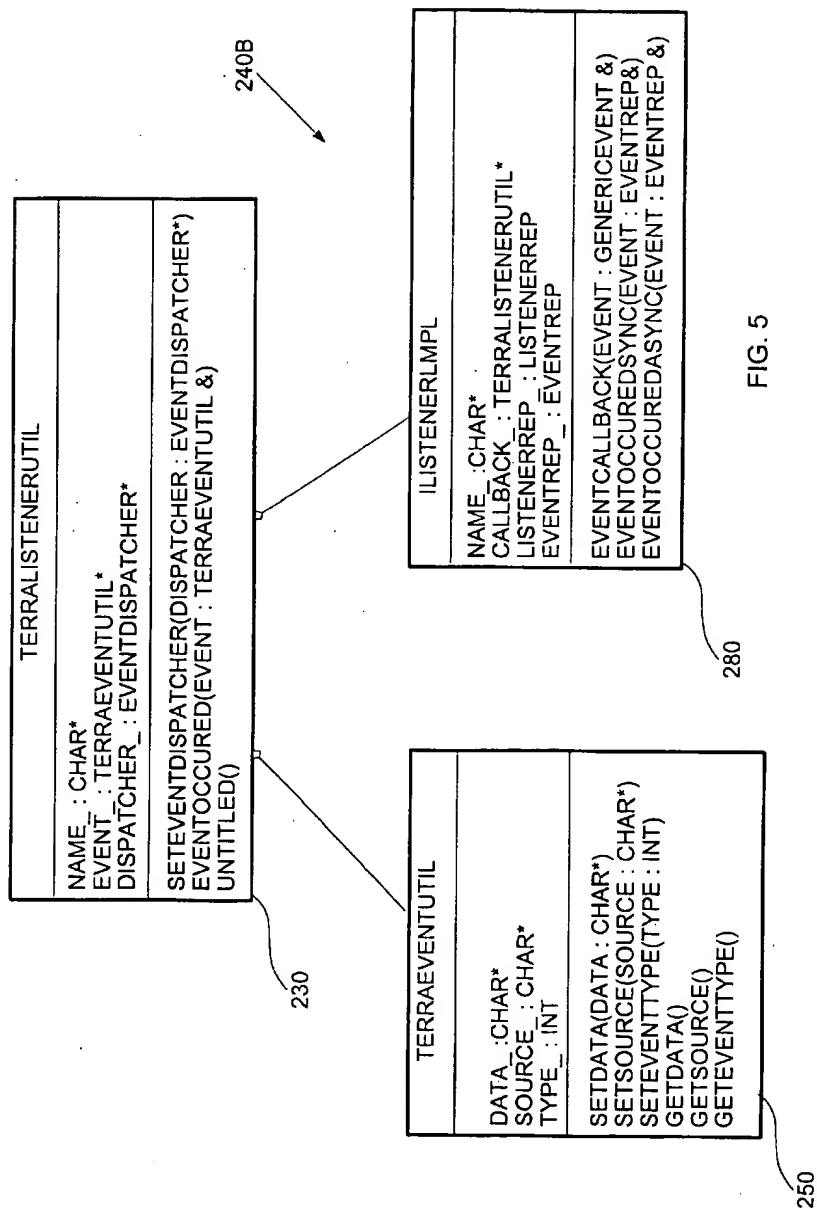 240B
TERRALISTENERUTIL
NAME_ : CHAR*
EVENT_ : TERRAEVENTUTIL*
DISPATCHER_ : EVENTDISPATCHER*
SETEVENTDISPATCHER(DISPATCHER : EVENTDISPATCHER*)
EVENTOCCURED(EVENT : TERRAEVENTUTIL &)
UNTITLED()
230
TERRAEVENTUTIL
DATA_ :CHAR*
SOURCE_ : CHAR*
TYPE_ : INT
SETDATA(DATA : CHAR*)
SETSOURCE(SOURCE : CHAR*)
SETEVENTTYPE(TYPE : INT)
GETDATA()
GETSOURCE()
GETEVENTTYPE()
250
ILISTENERLMPL
NAME_ :CHAR*
CALLBACK_ : TERRALISTENERUTIL*
LISTENERREP_ : LISTENERREP
EVENTREP_ : EVENTREP
EVENTCALLBACK(EVENT : GENERICEVENT &)
EVENTOCCUREDSYNC(EVENT : EVENTREP&)
EVENTOCCUREDASYNC(EVENT : EVENTREP &)
280
FIG. 5